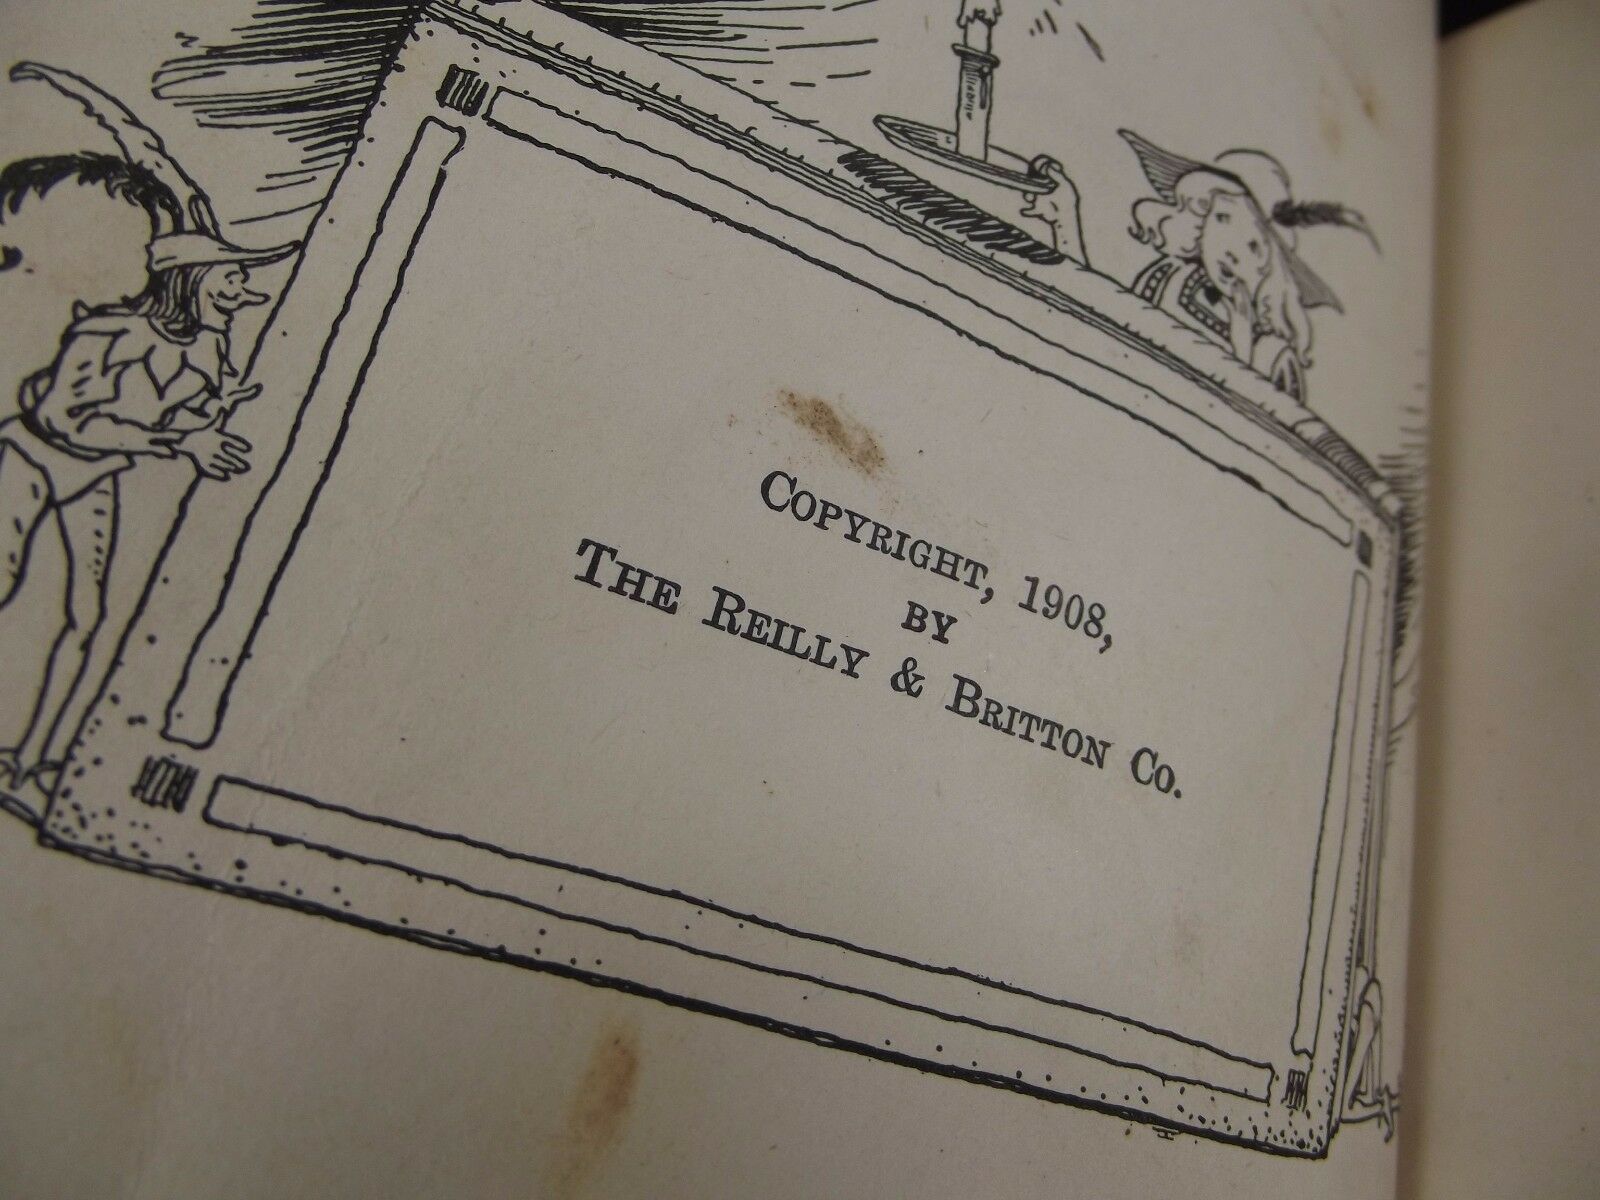 COPYRIGHT, 1908,
BY
THE REILLY & BRITTON CO.